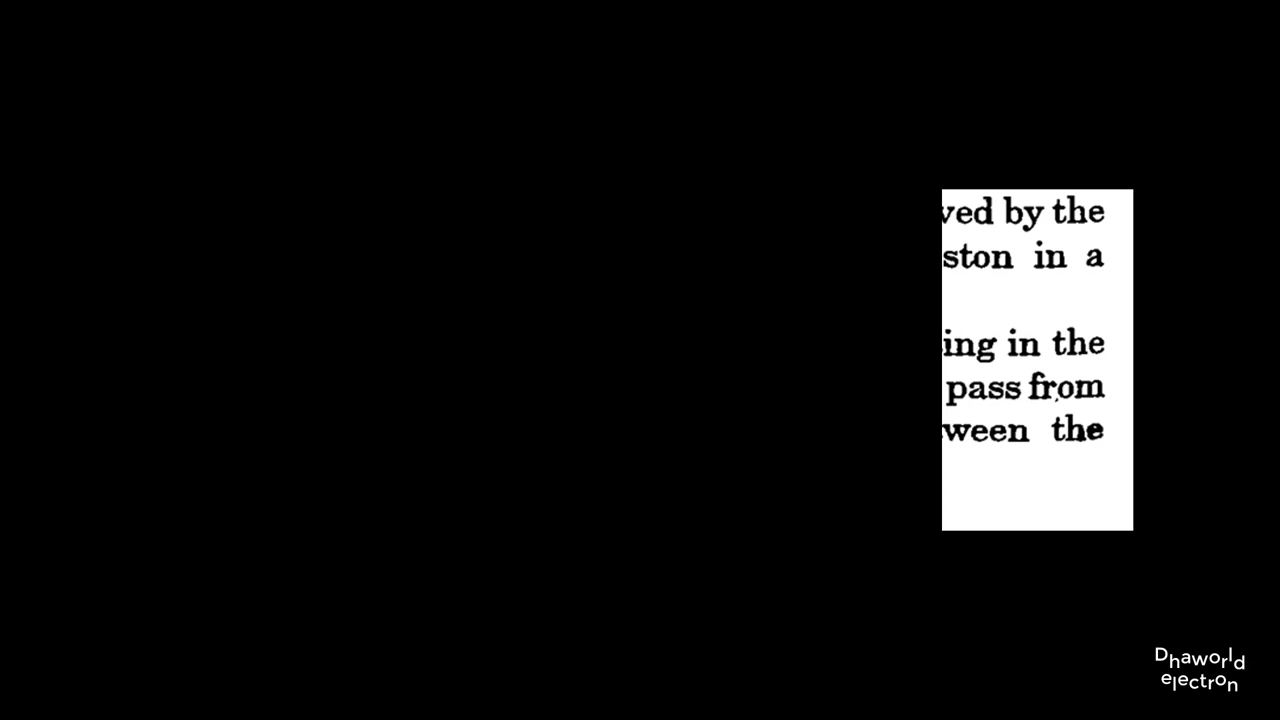 ved by the
ston in a
ing in the
pass from
ween the
Dhaworld
electron